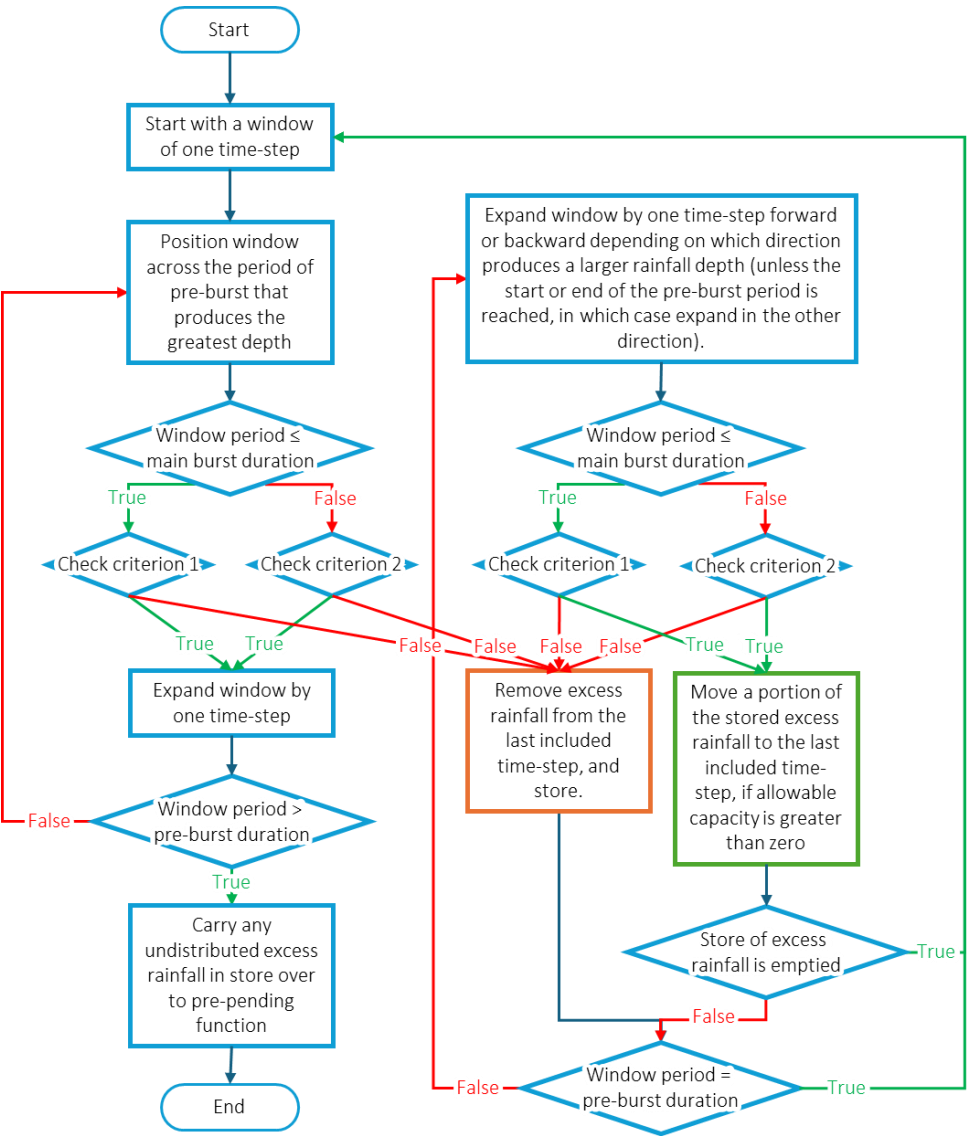 Start
Start with a window
of one time-step
Position window
across the period of
pre-burst that
produces the
greatest depth
Window period ≤
main burst duration
True
False
Check criterion 1
Check criterion 2
True
True
False
False
Expand window by
one time-step
Window period >
pre-burst duration
False
True
Carry any
undistributed excess
rainfall in store over
to pre-pending
function
End
Expand window by one time-step forward
or backward depending on which direction
produces a larger rainfall depth (unless the
start or end of the pre-burst period is
reached, in which case expand in the other
direction).
Window period ≤
main burst duration
True
False
Check criterion 1
Check criterion 2
False
False
True
True
Remove excess
rainfall from the
last included
time-step, and
store.
Move a portion of
the stored excess
rainfall to the last
included time-
step, if allowable
capacity is greater
than zero
Store of excess
rainfall is emptied
True
False
Window period =
pre-burst duration
False
True